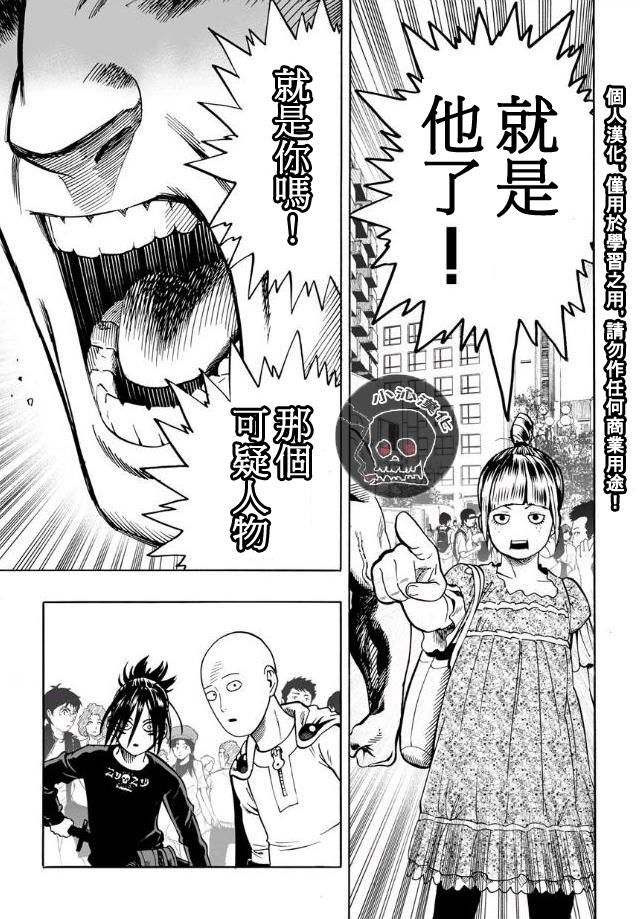 個人漢化，僅用於學習之用，請勿作任何商業用途！
就是
他了！
就是你嗎！
那個
可疑人物
小泥漢化